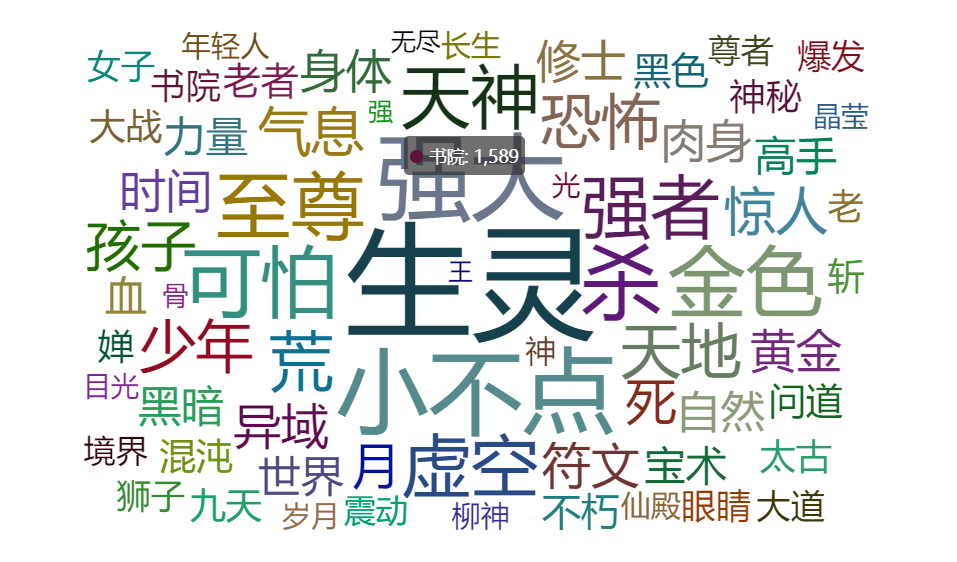 无尽 长生
年轻人 修士 尊者 爆发
女子 书院 老者 身体 天神 黑色 神秘
大战 力量 气息 强 恐怖 肉身 高手 晶莹
书院: 1,589
时间 至尊 强大 光 强者 惊人 老
孩子 可怕 生灵 王 杀 金色 斩
血 骨
婵 少年 荒 神 天地 黄金
目光 黑暗 小不点 死 自然 问道
境界 混沌 异域 月 虚空 符文 宝术 太古
狮子 九天 世界 岁月 震动 柳神 不朽 仙殿 眼睛 大道